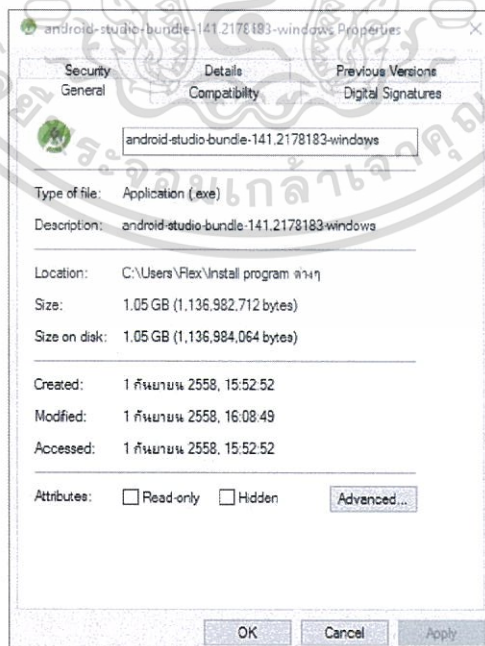 android-studio-bundle-141.2178183-windows Properties
Security Details Previous Versions
General Compatibility Digital Signatures
android-studio-bundle-141.2178183-windows
Type of file: Application (.exe)
Description: android-studio-bundle-141.2178183-windows
Location: C:\Users\Flex\Install program ต่างๆ
Size: 1.05 GB (1,136,982,712 bytes)
Size on disk: 1.05 GB (1,136,984,064 bytes)
Created: 1 กันยายน 2558, 15:52:52
Modified: 1 กันยายน 2558, 16:08:49
Accessed: 1 กันยายน 2558, 15:52:52
Attributes: Read-only Hidden Advanced...
OK Cancel Apply